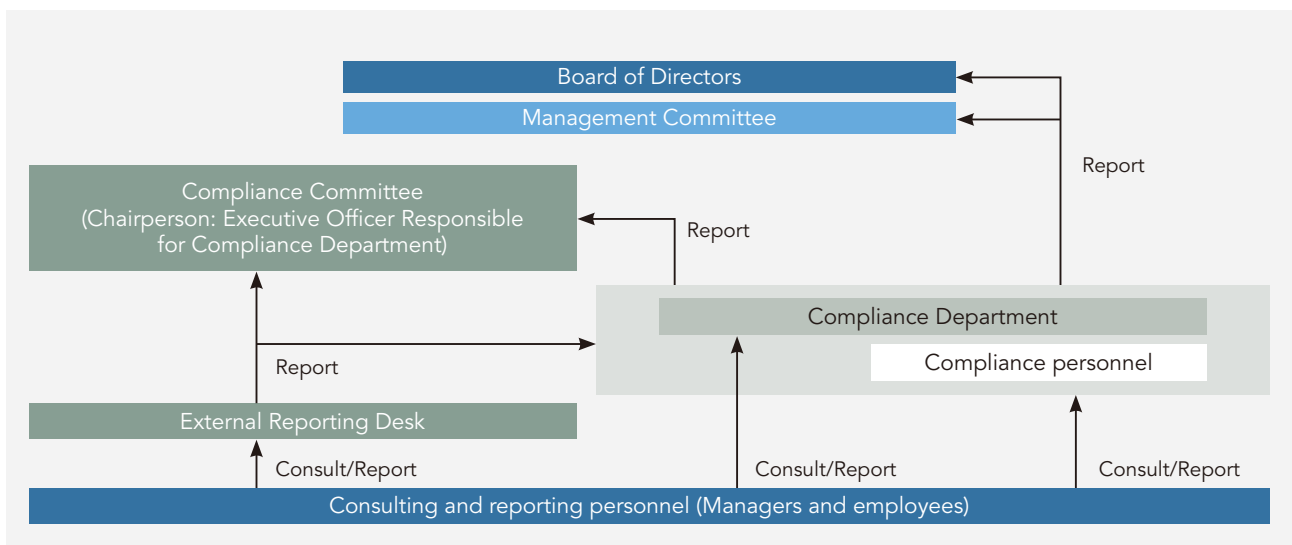 Board of Directors
Management Committee
Report
Compliance Committee
(Chairperson: Executive Officer Responsible
for Compliance Department)
Report
Compliance Department
Compliance personnel
Report
External Reporting Desk
Consult/Report
Consult/Report
Consult/Report
Consulting and reporting personnel (Managers and employees)